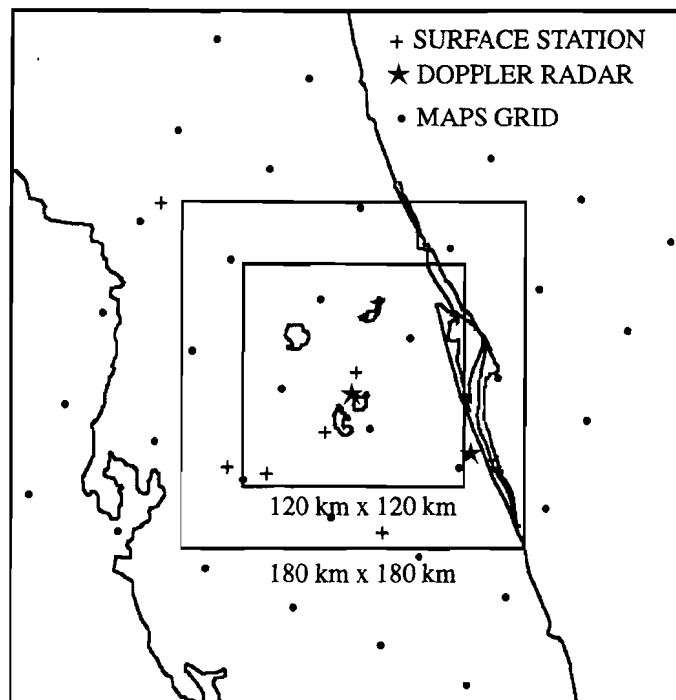 + SURFACE STATION
★ DOPPLER RADAR
• MAPS GRID
120 km x 120 km
180 km x 180 km